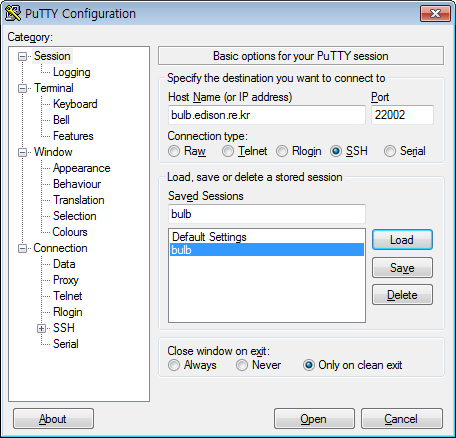 PuTTY Configuration
Category:
Session
Logging
Terminal
Keyboard
Bell
Features
Window
Appearance
Behaviour
Translation
Selection
Colours
Connection
Data
Proxy
Telnet
Rlogin
SSH
Serial
Basic options for your PuTTY session
Specify the destination you want to connect to
Host Name (or IP address) Port
bulb.edison.re.kr 22002
Connection type:
Raw Telnet Rlogin SSH Serial
Load, save or delete a stored session
Saved Sessions
bulb
Default Settings
bulb
Load
Save
Delete
Close window on exit:
Always Never Only on clean exit
About Open Cancel